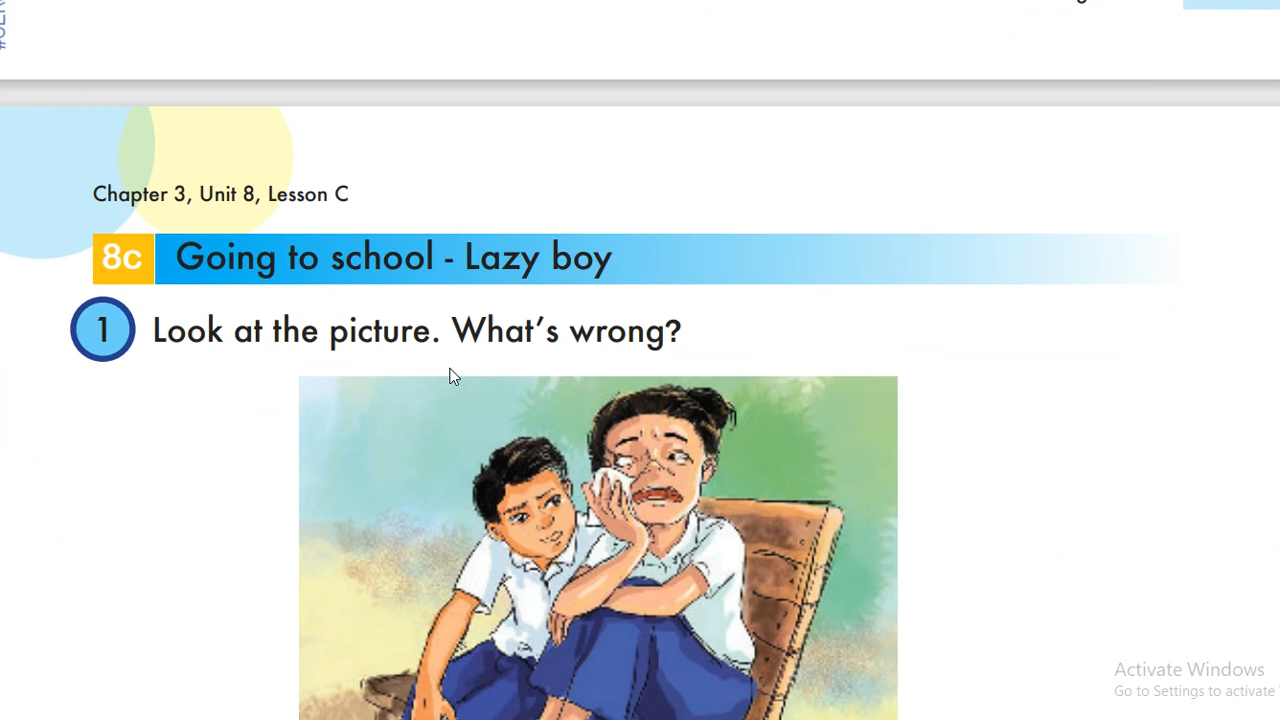 Chapter 3, Unit 8, Lesson C
8c Going to school - Lazy boy
1 Look at the picture. What's wrong?
Activate Windows
Go to Settings to activate